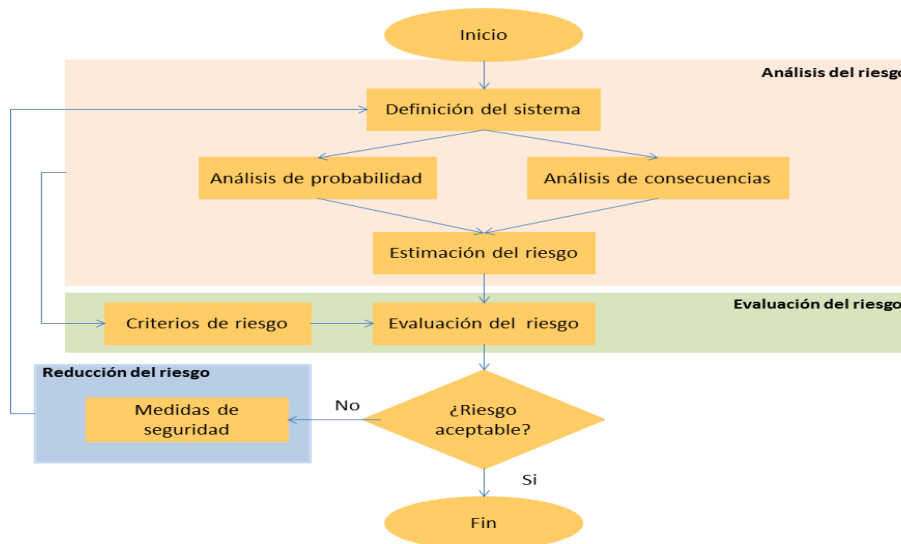 Inicio
Análisis del riesgo
Definición del sistema
Análisis de probabilidad
Análisis de consecuencias
Estimación del riesgo
Evaluación del riesgo
Criterios de riesgo
Evaluación del riesgo
Reducción del riesgo
Medidas de
seguridad
No
¿Riesgo
aceptable?
Si
Fin